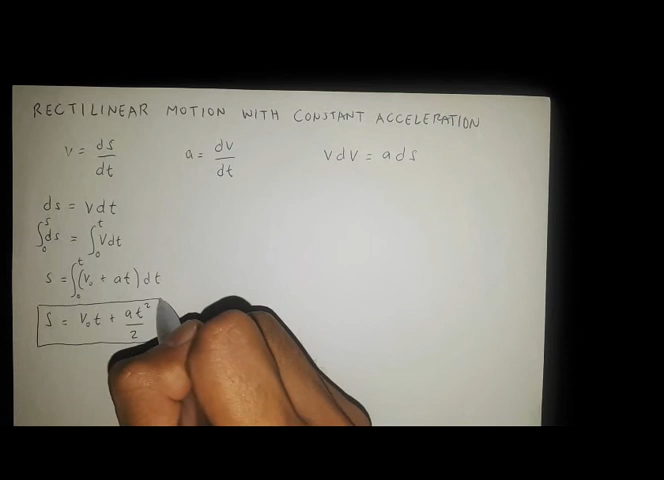 RECTILINEAR MOTION WITH CONSTANT ACCELERATION
v = ds/dt a = dv/dt vdv = ads
ds = vdt
∫₀ˢ ds = ∫₀ᵗ vdt
s = ∫₀ᵗ (v₀ + at) dt
s = v₀t + at²/2